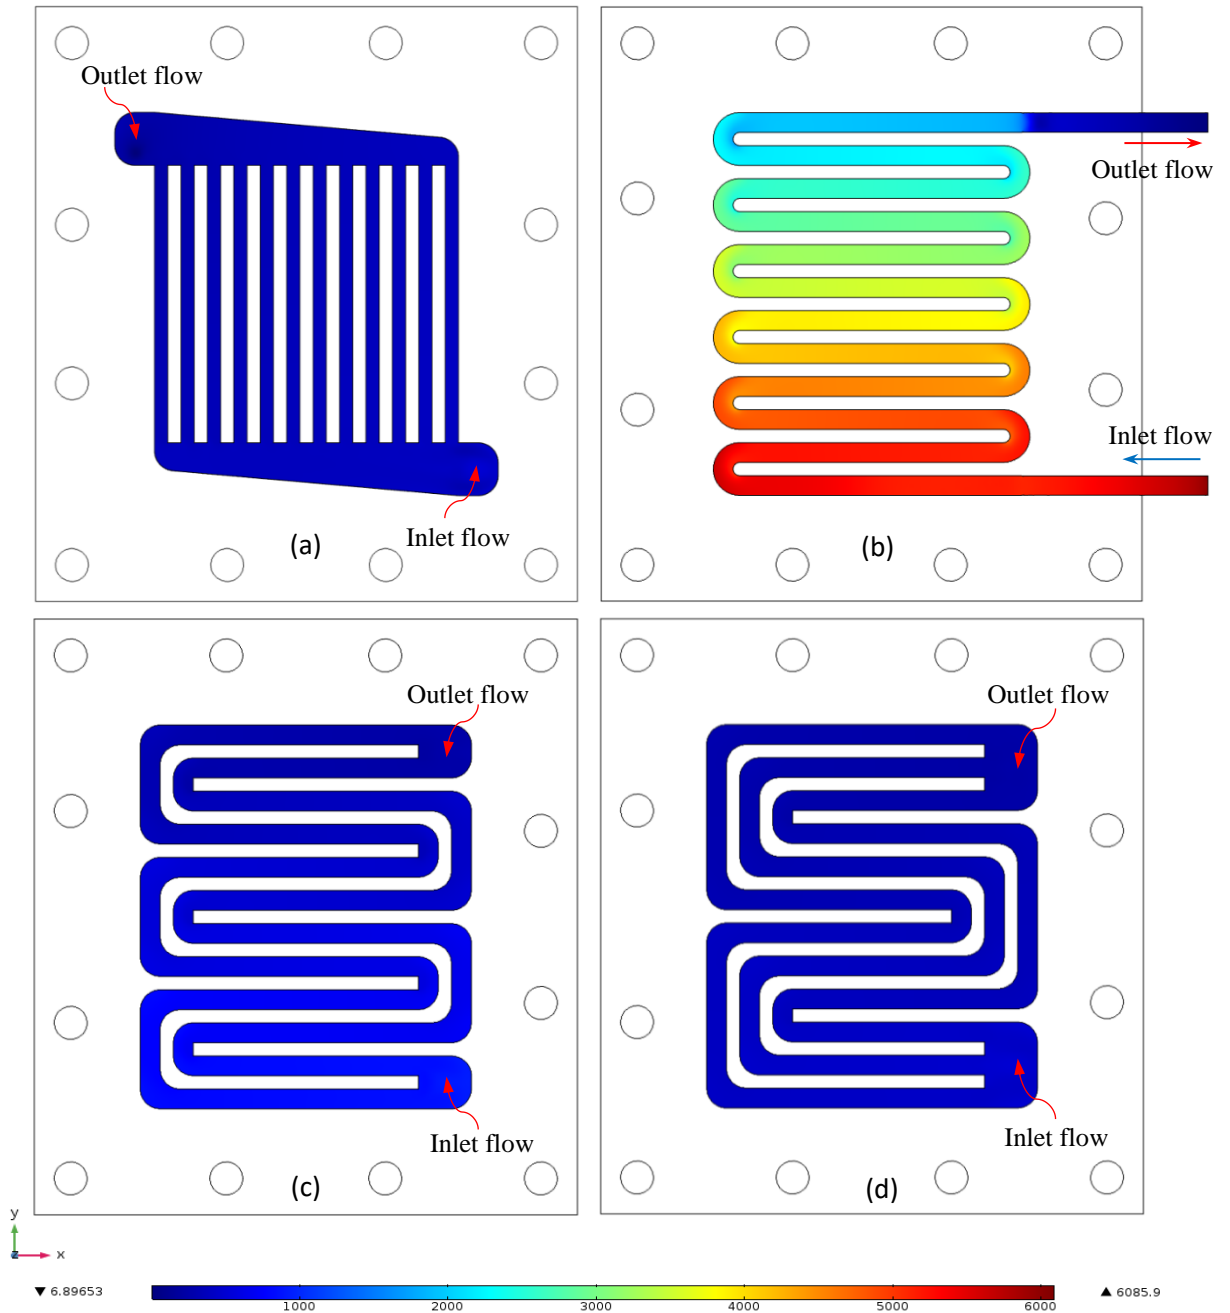 Outlet flow
Inlet flow
(a)
Outlet flow
Inlet flow
(b)
Outlet flow
Inlet flow
(c)
Outlet flow
Inlet flow
(d)
y
z x
▼ 6.89653
1000 2000 3000 4000 5000 6000
▲ 6085.9